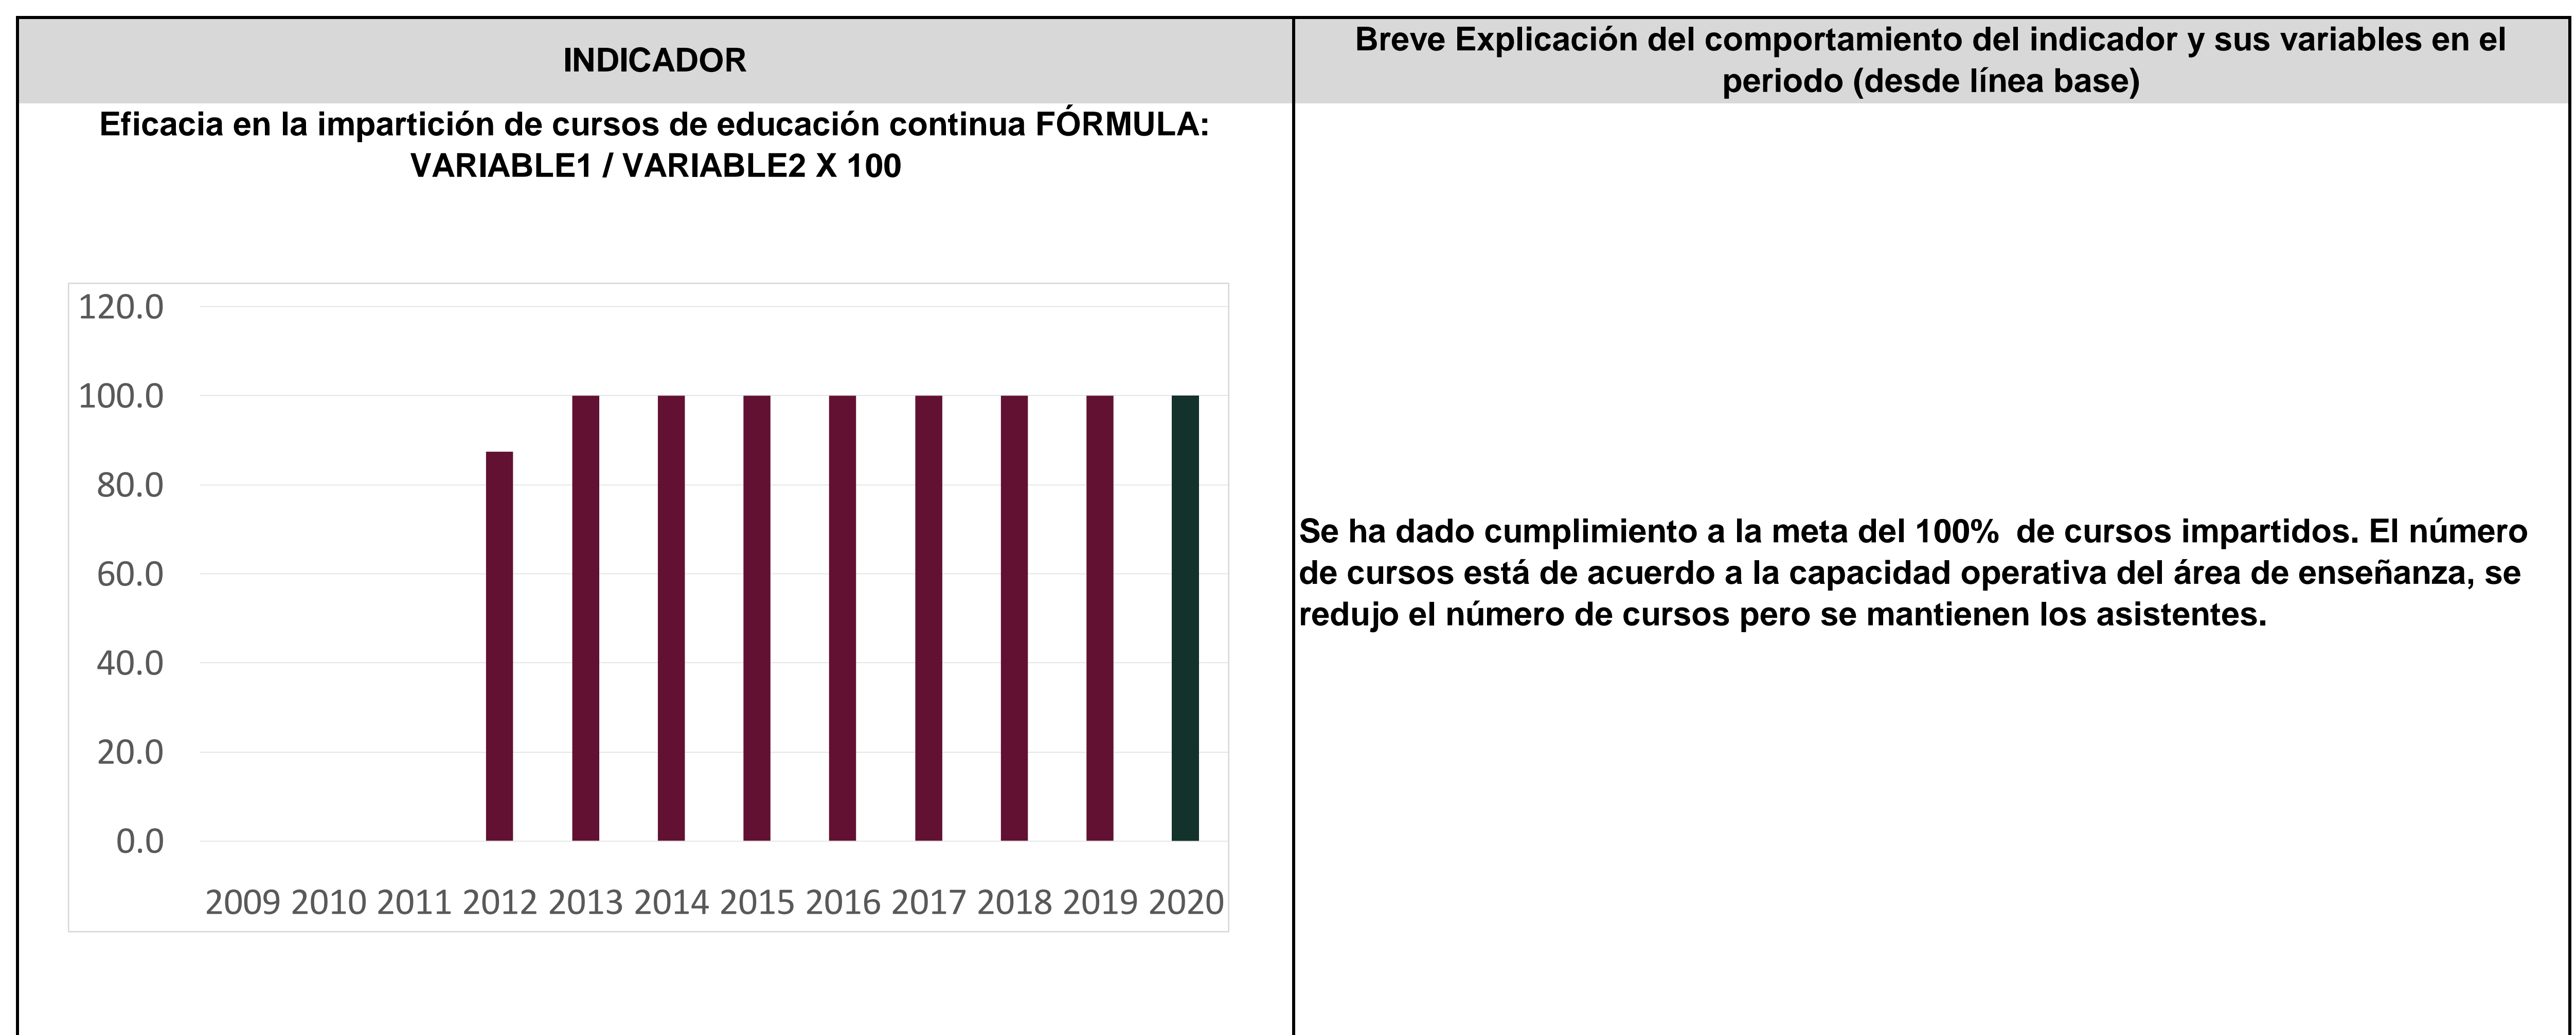 INDICADOR
Breve Explicación del comportamiento del indicador y sus variables en el
periodo (desde línea base)
Eficacia en la impartición de cursos de educación continua FÓRMULA:
VARIABLE1 / VARIABLE2 X 100
120.0
100.0
80.0
60.0
40.0
20.0
0.0
2009 2010 2011 2012 2013 2014 2015 2016 2017 2018 2019 2020
Se ha dado cumplimiento a la meta del 100%  de cursos impartidos. El número
de cursos está de acuerdo a la capacidad operativa del área de enseñanza, se
redujo el número de cursos pero se mantienen los asistentes.